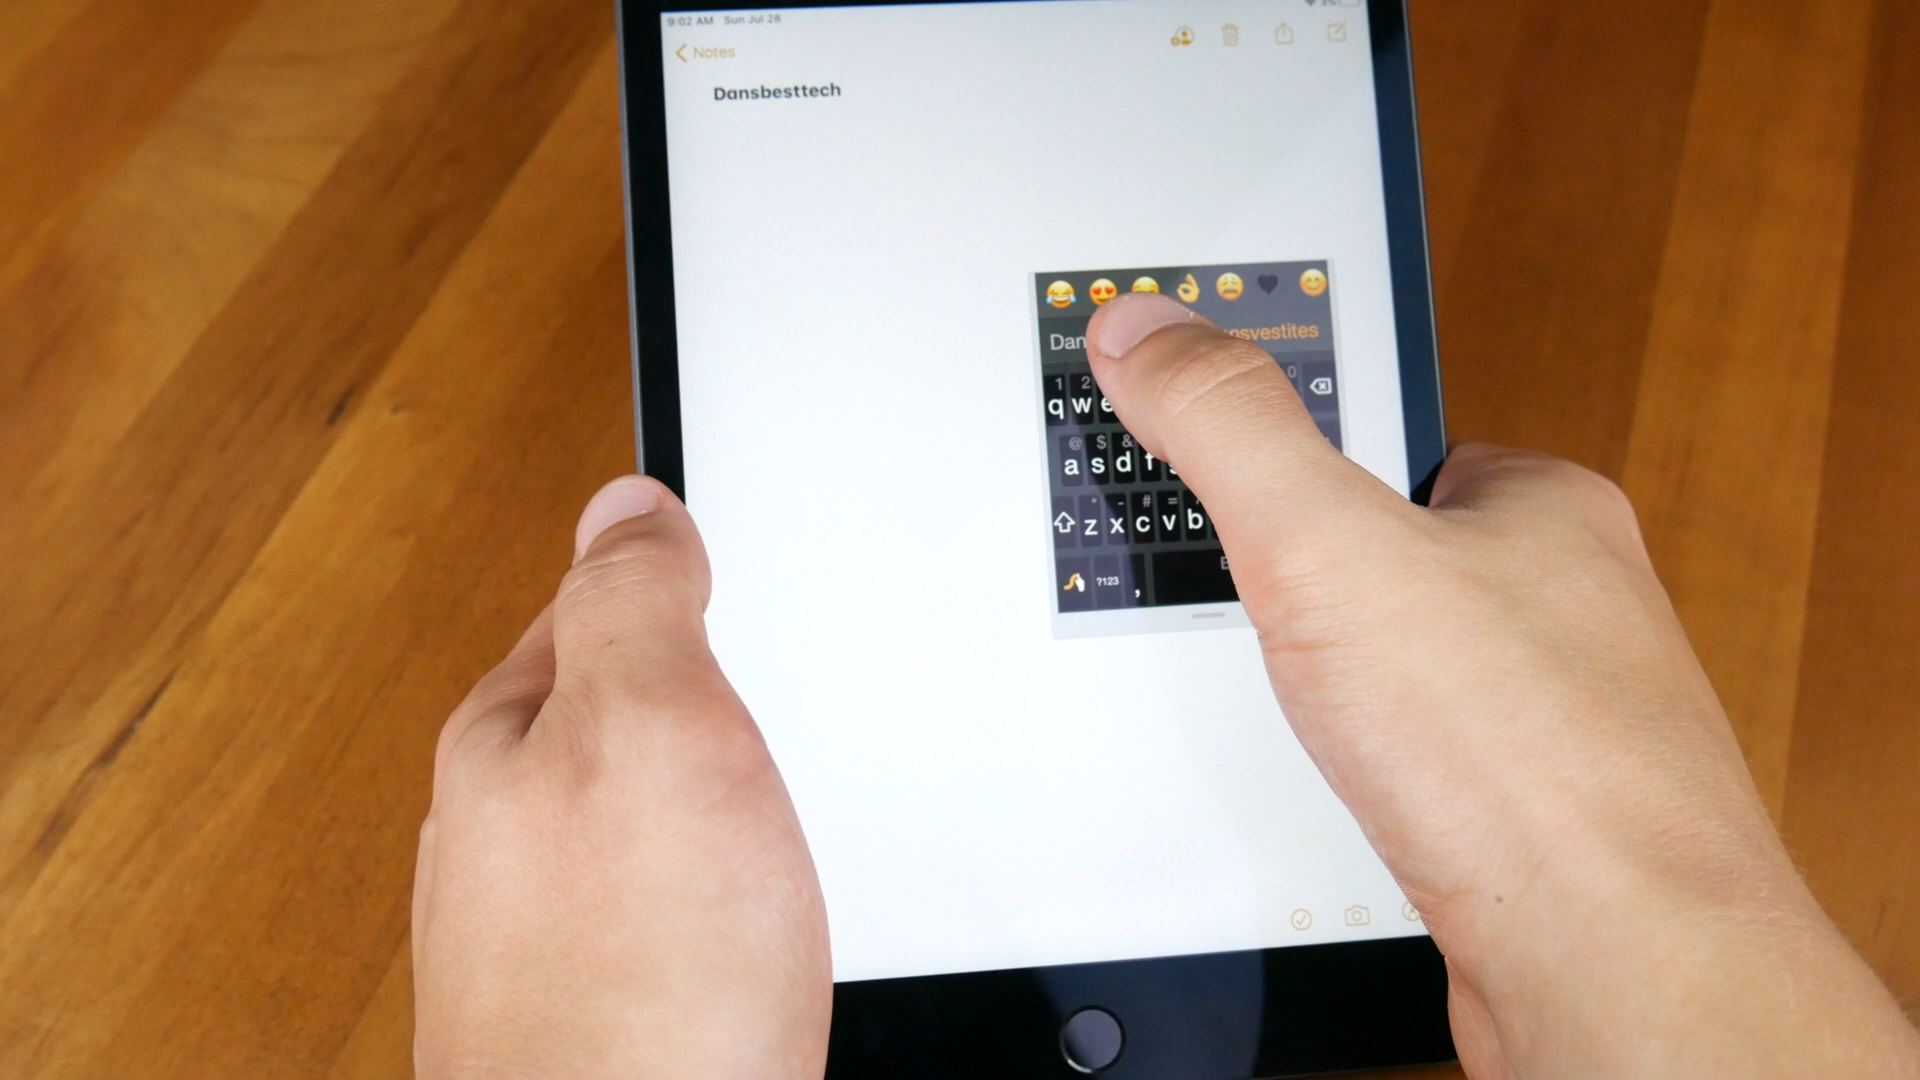 9:02 AM Sun Jul 28
Notes
Dansbesttech
Dan
nsvestites
1 2 0
q w e
@ $ &
a s d f
* - # =
z x c v b
?123 ,